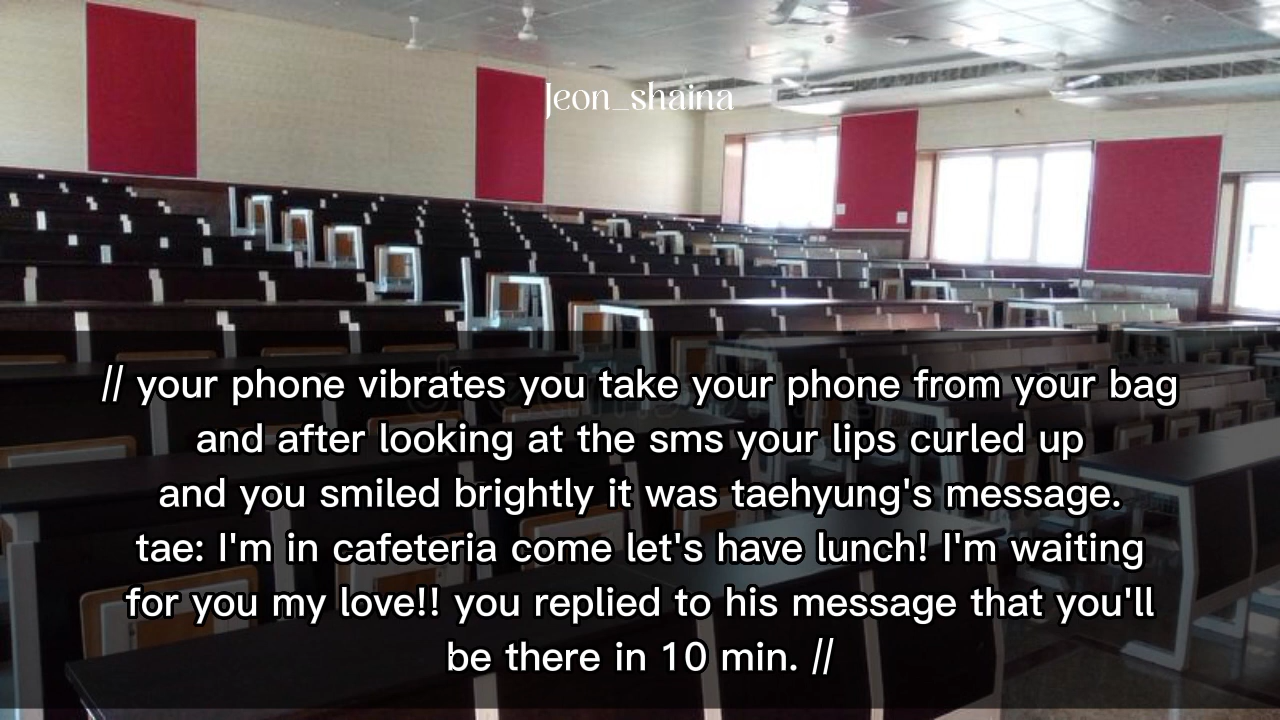 Jeon_shaina
// your phone vibrates you take your phone from your bag
and after looking at the sms your lips curled up
and you smiled brightly it was taehyung's message.
tae: I'm in cafeteria come let's have lunch! I'm waiting
for you my love!! you replied to his message that you'll
be there in 10 min. //